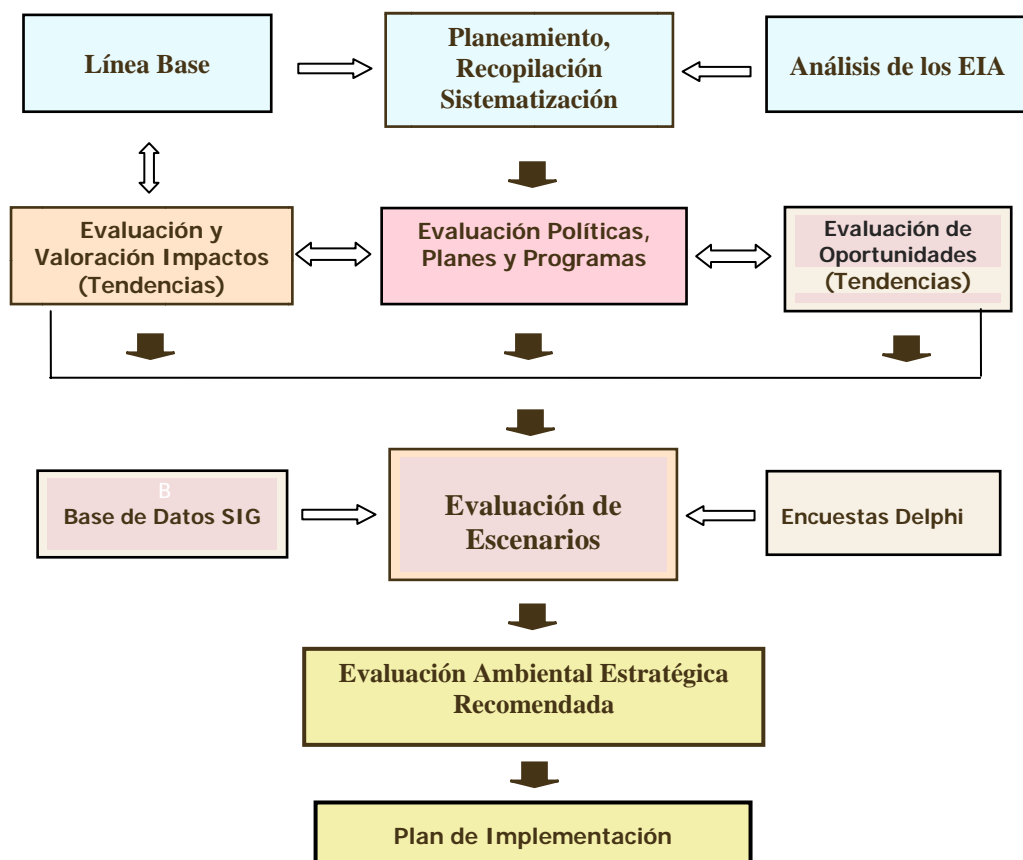 Línea Base
Planeamiento,
Recopilación
Sistematización
Análisis de los EIA
Evaluación y
Valoración Impactos
(Tendencias)
Evaluación Políticas,
Planes y Programas
Evaluación de
Oportunidades
(Tendencias)
B
Base de Datos SIG
Evaluación de
Escenarios
Encuestas Delphi
Evaluación Ambiental Estratégica
Recomendada
Plan de Implementación